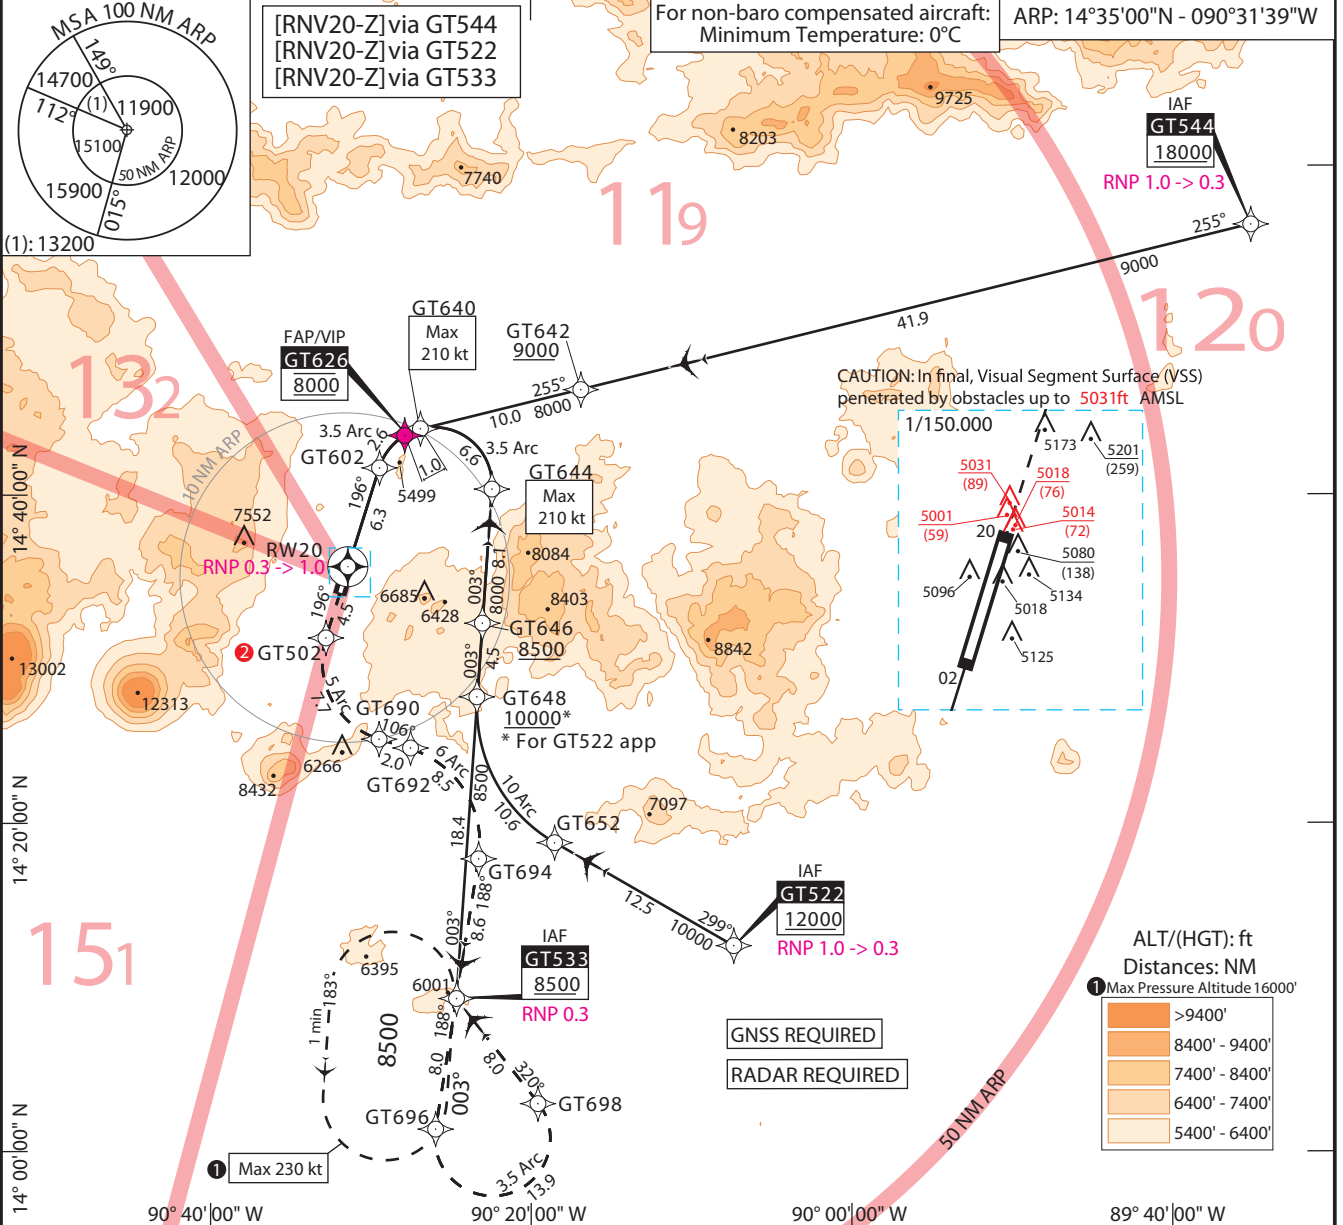 MSA 100 NM ARP
149°
14700
112°
(1)
11900
15100
50 NM ARP
15900
12000
015°
(1): 13200
[RNV20-Z] via GT544
[RNV20-Z] via GT522
[RNV20-Z] via GT533
For non-baro compensated aircraft:
Minimum Temperature: 0°C
ARP: 14°35'00"N - 090°31'39"W
9725
8203
7740
119
IAF
GT544
18000
RNP 1.0 -> 0.3
255°
9000
41.9
120
132
GT640
Max
210 kt
GT642
9000
FAP/VIP
GT626
8000
255°
10.0
8000
3.5 Arc
2.6
6.6
3.5 Arc
1.0
GT602
5499
GT644
Max
210 kt
10 NM ARP
196°
6.3
7552
RW20
RNP 0.3 -> 1.0
8084
8.1
003°
8000
8403
6685
6428
196°
4.5
GT646
8500
2 GT502
003°
4.5
8842
13002
12313
GT648
10000*
* For GT522 app
5 Arc
7.7
GT690
106°
6266
2.0
GT692
6 Arc
8.5
8432
8500
10 Arc
10.6
7097
GT652
18.4
GT694
188°
8.6
003°
12.5
299°
10000
IAF
GT522
12000
RNP 1.0 -> 0.3
151
6395
6001
IAF
GT533
8500
RNP 0.3
183°
1 min
8500
188°
8.0
003°
8.0
320°
GT698
GT696
3.5 Arc
13.9
1 Max 230 kt
GNSS REQUIRED
RADAR REQUIRED
50 NM ARP
CAUTION: In final, Visual Segment Surface (VSS)
penetrated by obstacles up to 5031ft AMSL
1/150.000
5173
5201
(259)
5031
(89)
5018
(76)
5001
(59)
5014
(72)
20
5080
(138)
5096
5134
5018
5125
02
ALT/(HGT): ft
Distances: NM
1 Max Pressure Altitude 16000'
>9400'
8400' - 9400'
7400' - 8400'
6400' - 7400'
5400' - 6400'
14° 40'00" N
14° 20'00" N
14° 00'00" N
90° 40'00" W
90° 20'00" W
90° 00'00" W
89° 40'00" W